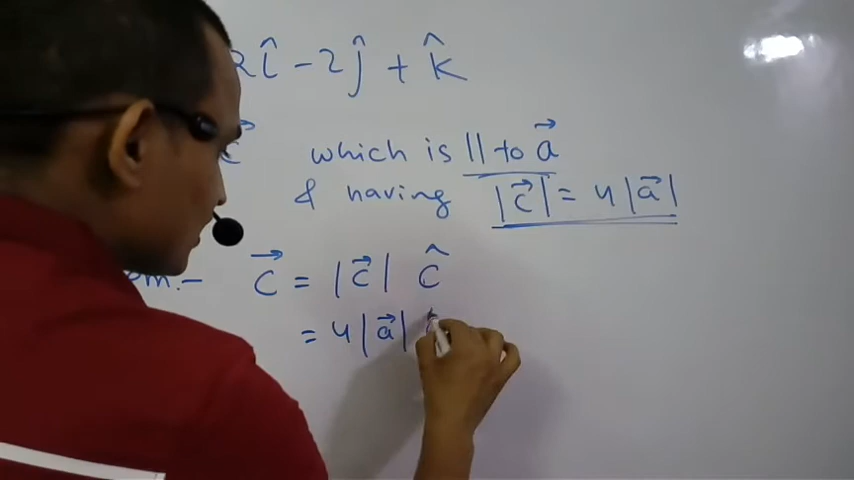 2î - 2ĵ + k̂
c⃗ which is || to a⃗
& having |c⃗| = 4|a⃗|
m.- c⃗ = |c⃗| ĉ
= 4|a⃗|